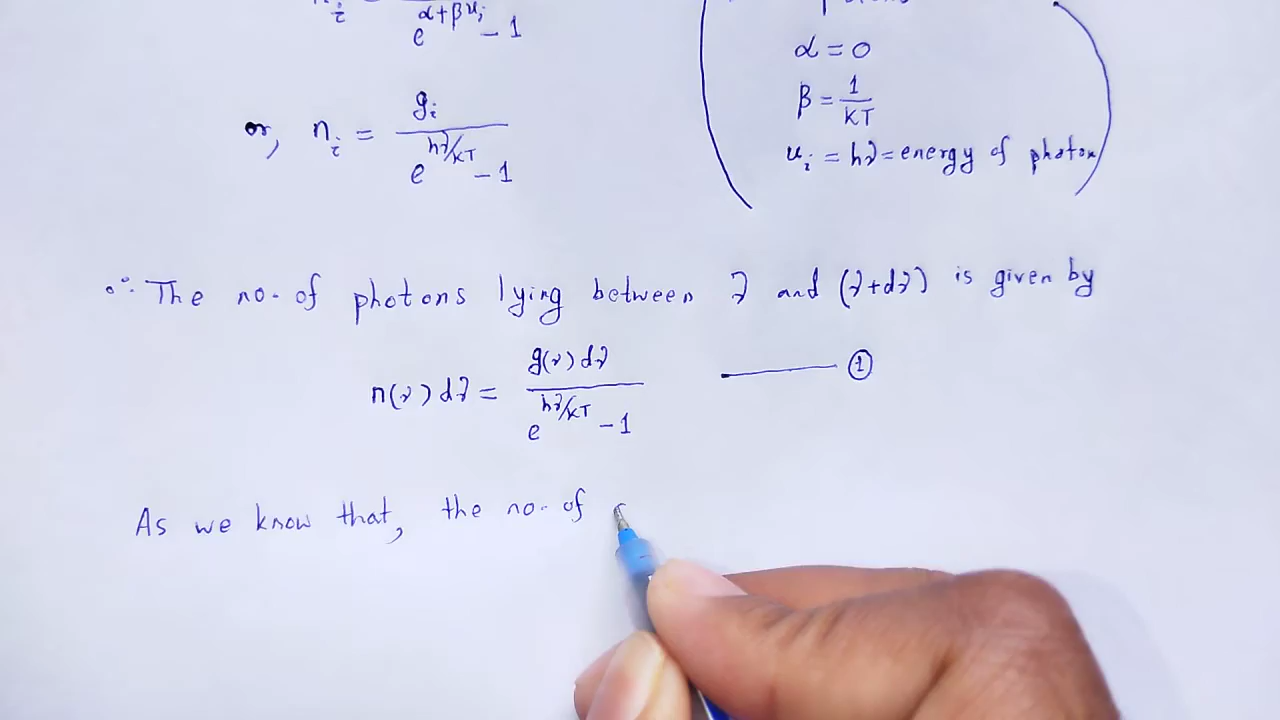 n_i = / e^(α+βu_i) - 1
α = 0
β = 1/KT
or, n_i = g_i / e^(hν/KT) - 1
u_i = hν = energy of photon
∴ The no. of photons lying between ν and (ν+dν) is given by
n(ν) dν = g(ν) dν / e^(hν/KT) - 1 ——— ①
As we know that, the no. of